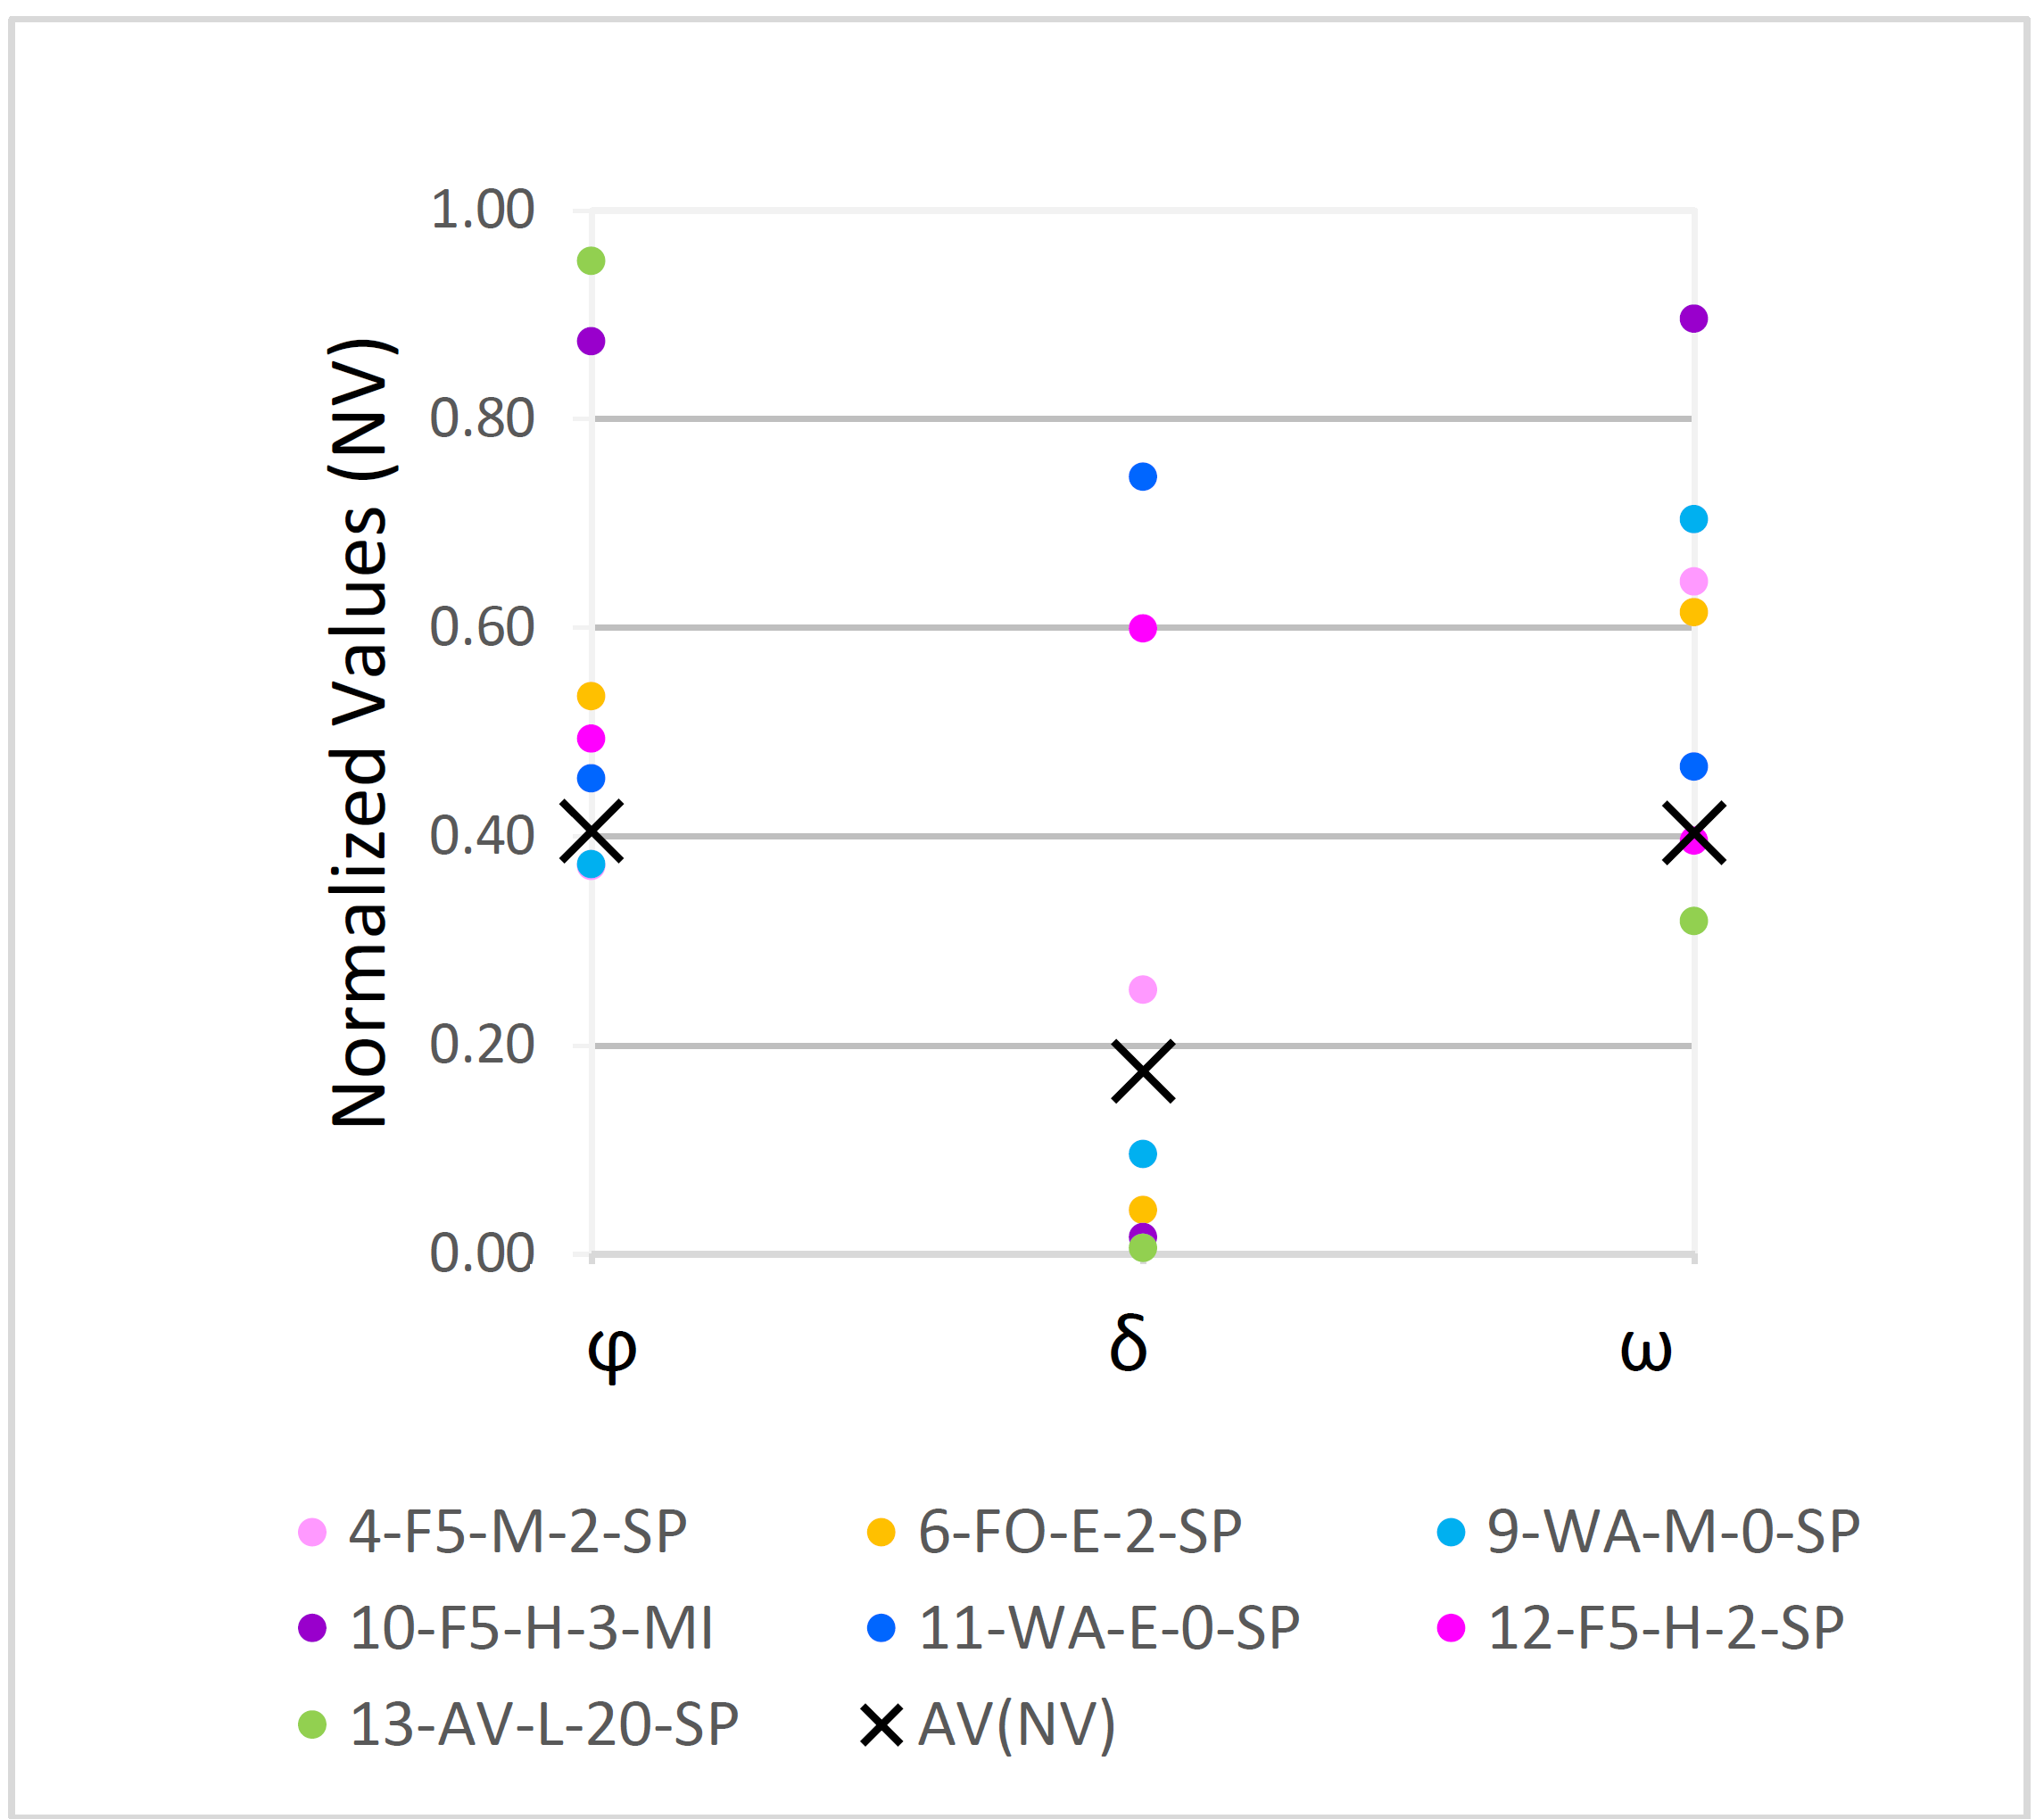 Normalized Values (NV)
1.00
0.80
0.60
0.40
0.20
0.00
φ δ ω
4-F5-M-2-SP 6-FO-E-2-SP 9-WA-M-0-SP
10-F5-H-3-MI 11-WA-E-0-SP 12-F5-H-2-SP
13-AV-L-20-SP AV(NV)